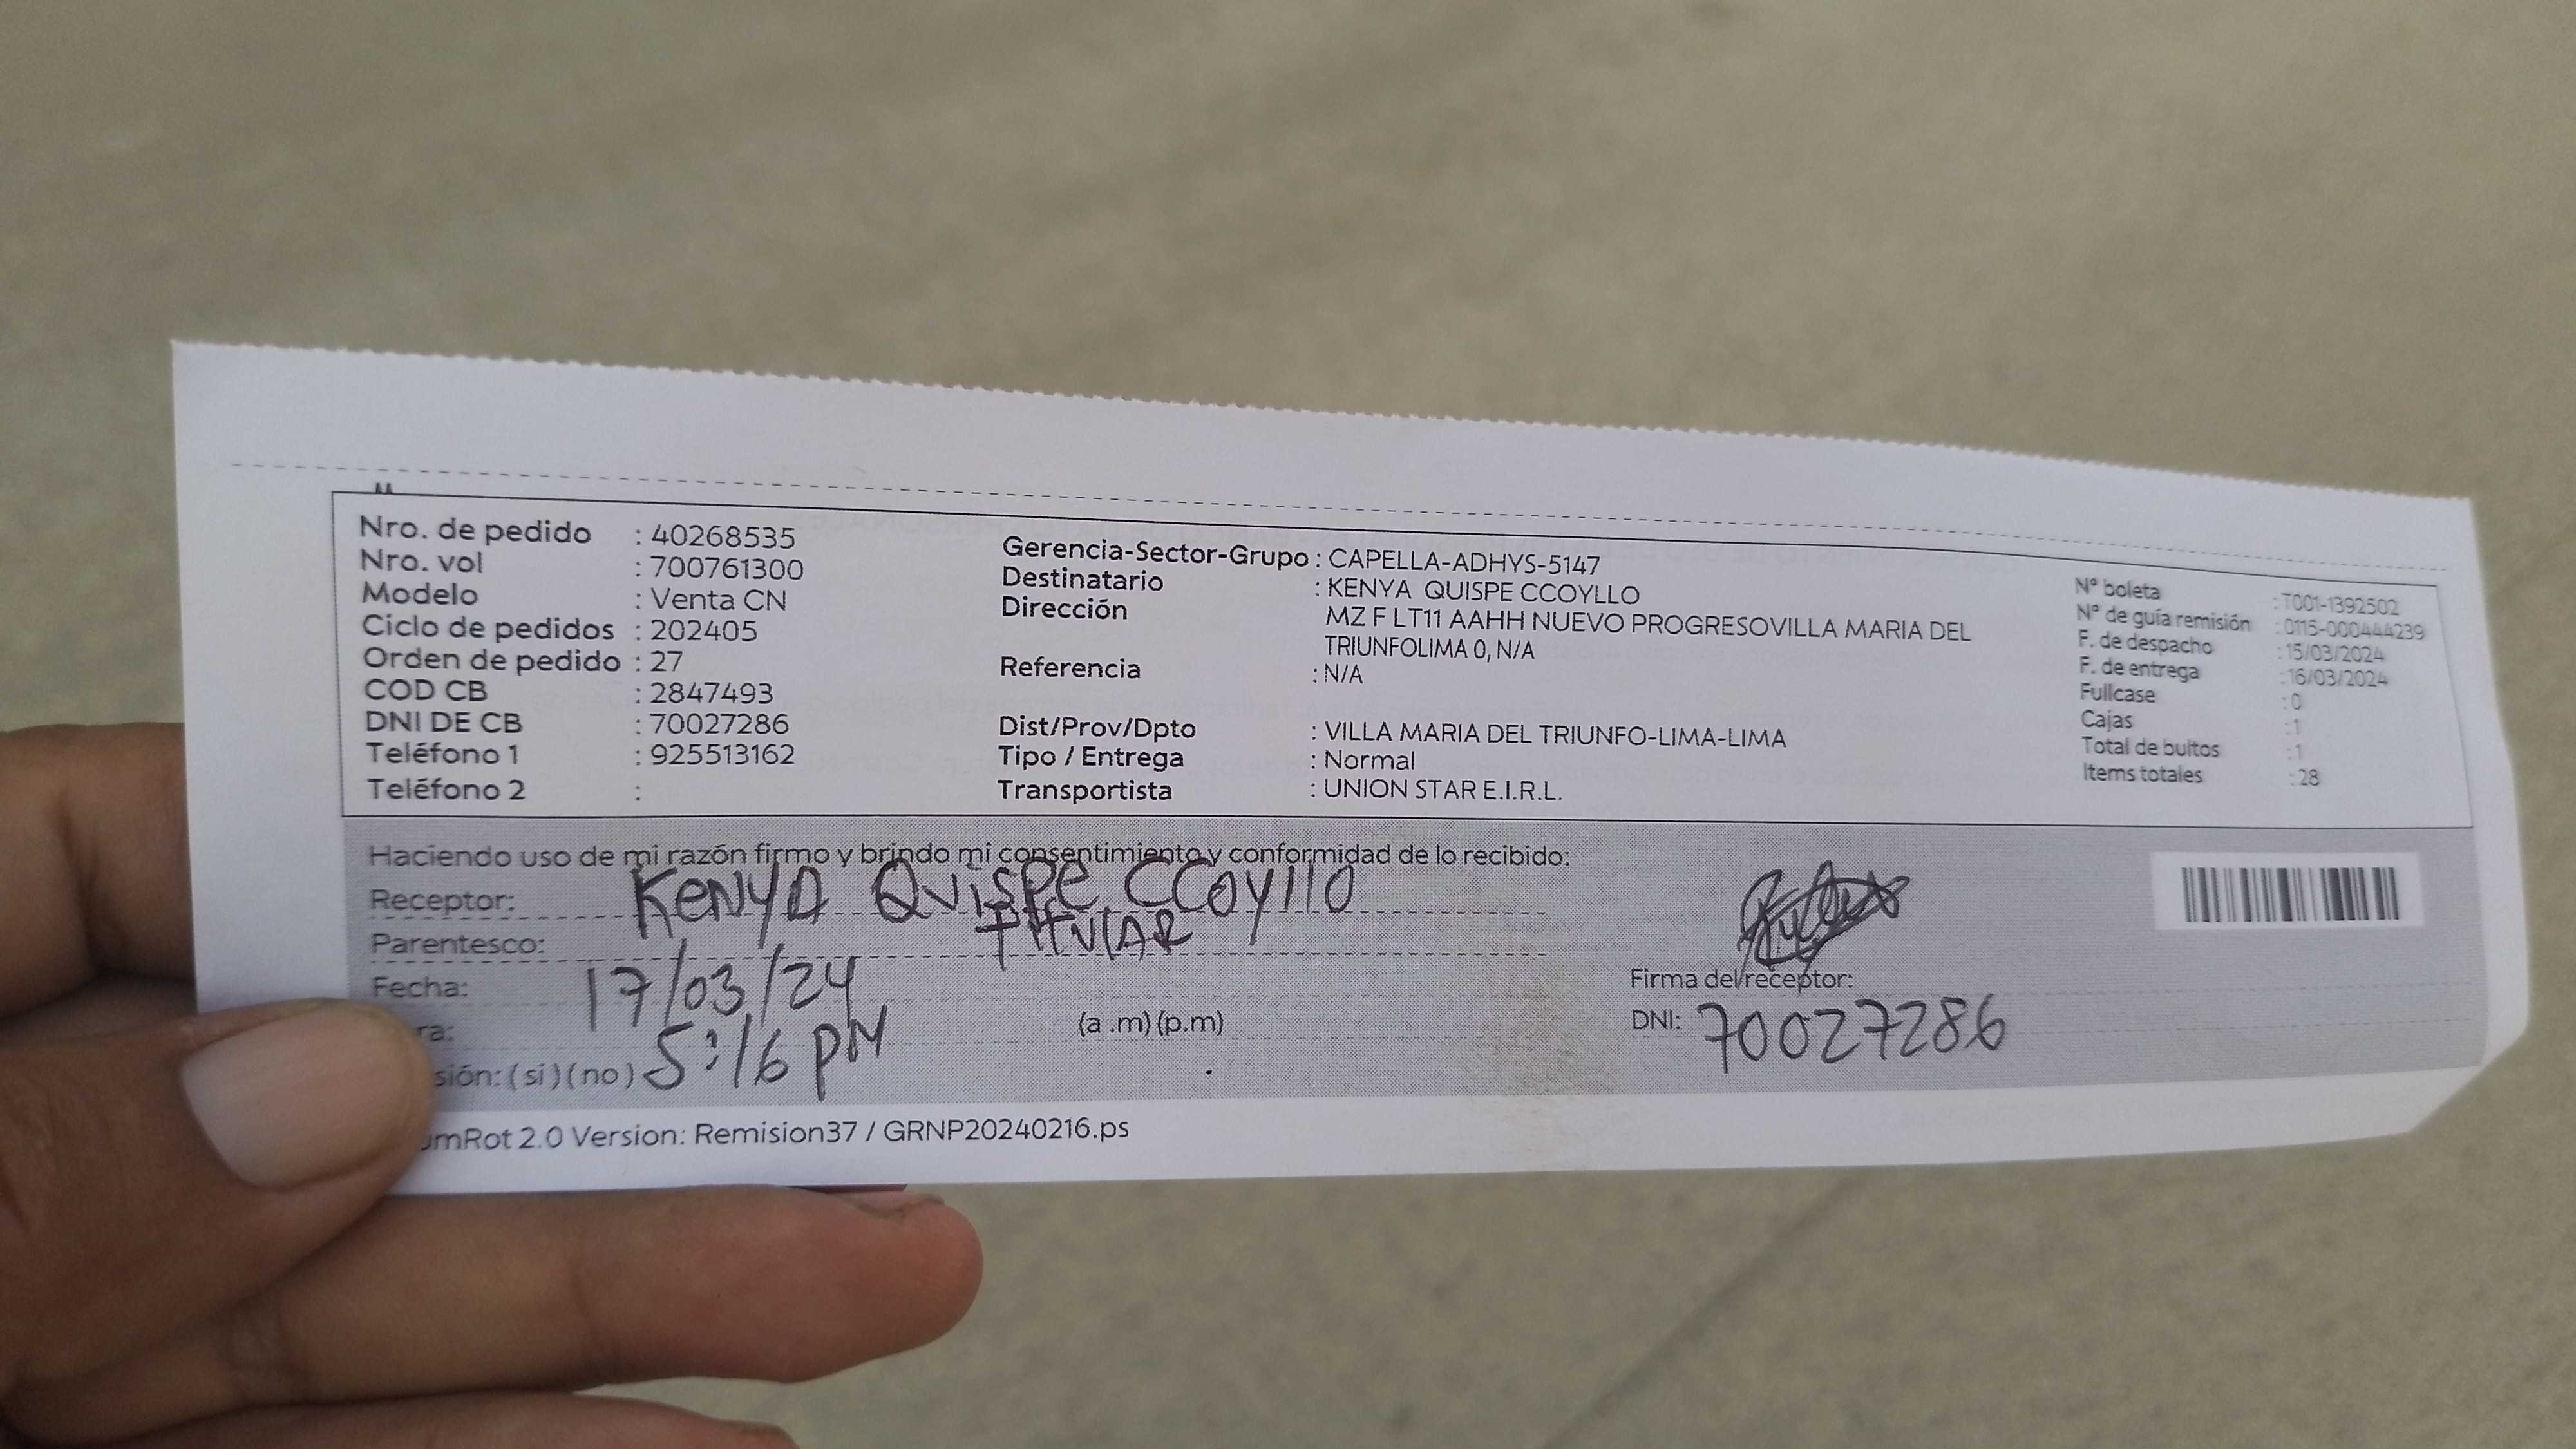 Nro. de pedido : 40268535
Nro. vol : 700761300
Modelo : Venta CN
Ciclo de pedidos : 202405
Orden de pedido : 27
COD CB : 2847493
DNI DE CB : 70027286
Teléfono 1 : 925513162
Teléfono 2 :
Gerencia-Sector-Grupo : CAPELLA-ADHYS-5147
Destinatario : KENYA QUISPE CCOYLLO
Dirección MZ F LT11 AAHH NUEVO PROGRESOVILLA MARIA DEL
TRIUNFOLIMA 0, N/A
Referencia : N/A
Dist/Prov/Dpto : VILLA MARIA DEL TRIUNFO-LIMA-LIMA
Tipo / Entrega : Normal
Transportista : UNION STAR E.I.R.L.
N° boleta : T001-1392502
N° de guía remisión : 0115-000444239
F. de despacho : 15/03/2024
F. de entrega : 16/03/2024
Fullcase : 0
Cajas : 1
Total de bultos : 1
Items totales : 28
Haciendo uso de mi razón firmo y brindo mi consentimiento y conformidad de lo recibido:
Receptor: KENYA QUISPE CCOYLLO
Parentesco: TITULAR
Fecha: 17/03/24
ra: 5:16 PM (a .m) (p.m)
sión: (si) (no)
Firma del receptor:
DNI: 70027286
umRot 2.0 Version: Remision37 / GRNP20240216.ps